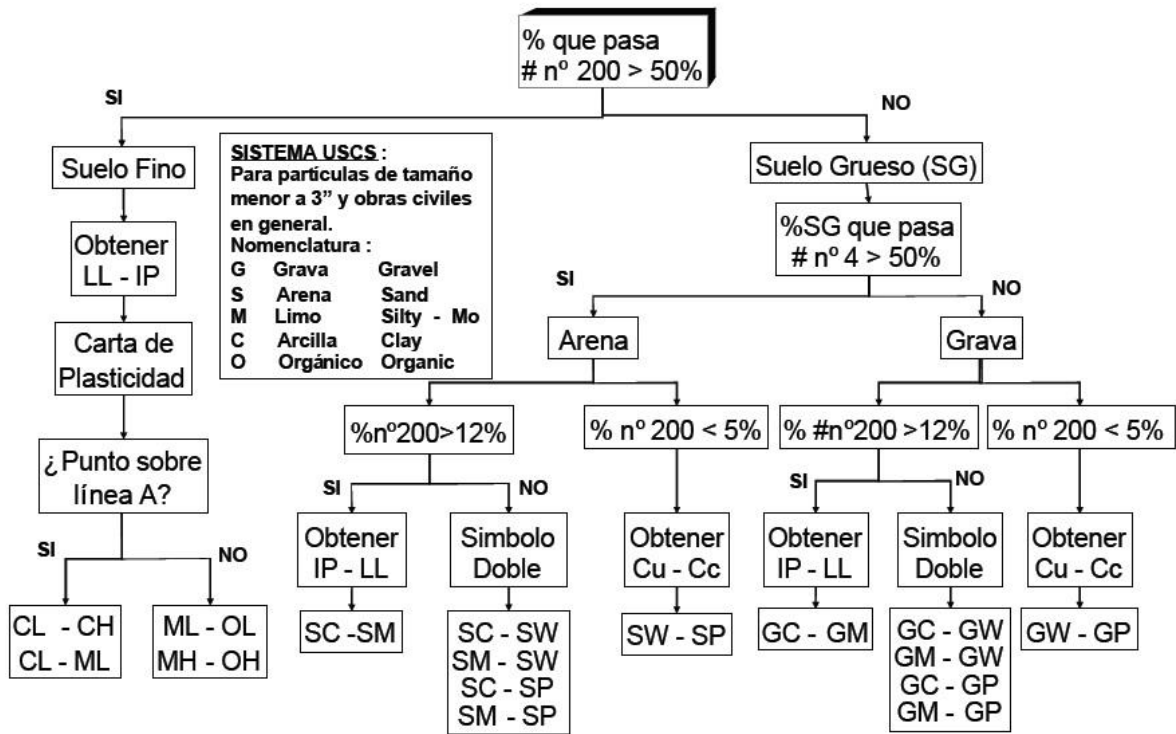 % que pasa
# nº 200 > 50%
SI
NO
Suelo Fino
SISTEMA USCS :
Para partículas de tamaño
menor a 3” y obras civiles
en general.
Nomenclatura :
G Grava Gravel
S Arena Sand
M Limo Silty - Mo
C Arcilla Clay
O Orgánico Organic
Suelo Grueso (SG)
Obtener
LL - IP
%SG que pasa
# nº 4 > 50%
SI
NO
Carta de
Plasticidad
Arena
Grava
¿Punto sobre
línea A?
%nº200>12%
% nº 200 < 5%
% #nº200 >12%
% nº 200 < 5%
SI
NO
SI
NO
SI
NO
Obtener
IP - LL
Simbolo
Doble
Obtener
Cu - Cc
Obtener
IP - LL
Simbolo
Doble
Obtener
Cu - Cc
CL - CH
CL - ML
ML - OL
MH - OH
SC -SM
SC - SW
SM - SW
SC - SP
SM - SP
SW - SP
GC - GM
GC - GW
GM - GW
GC - GP
GM - GP
GW - GP